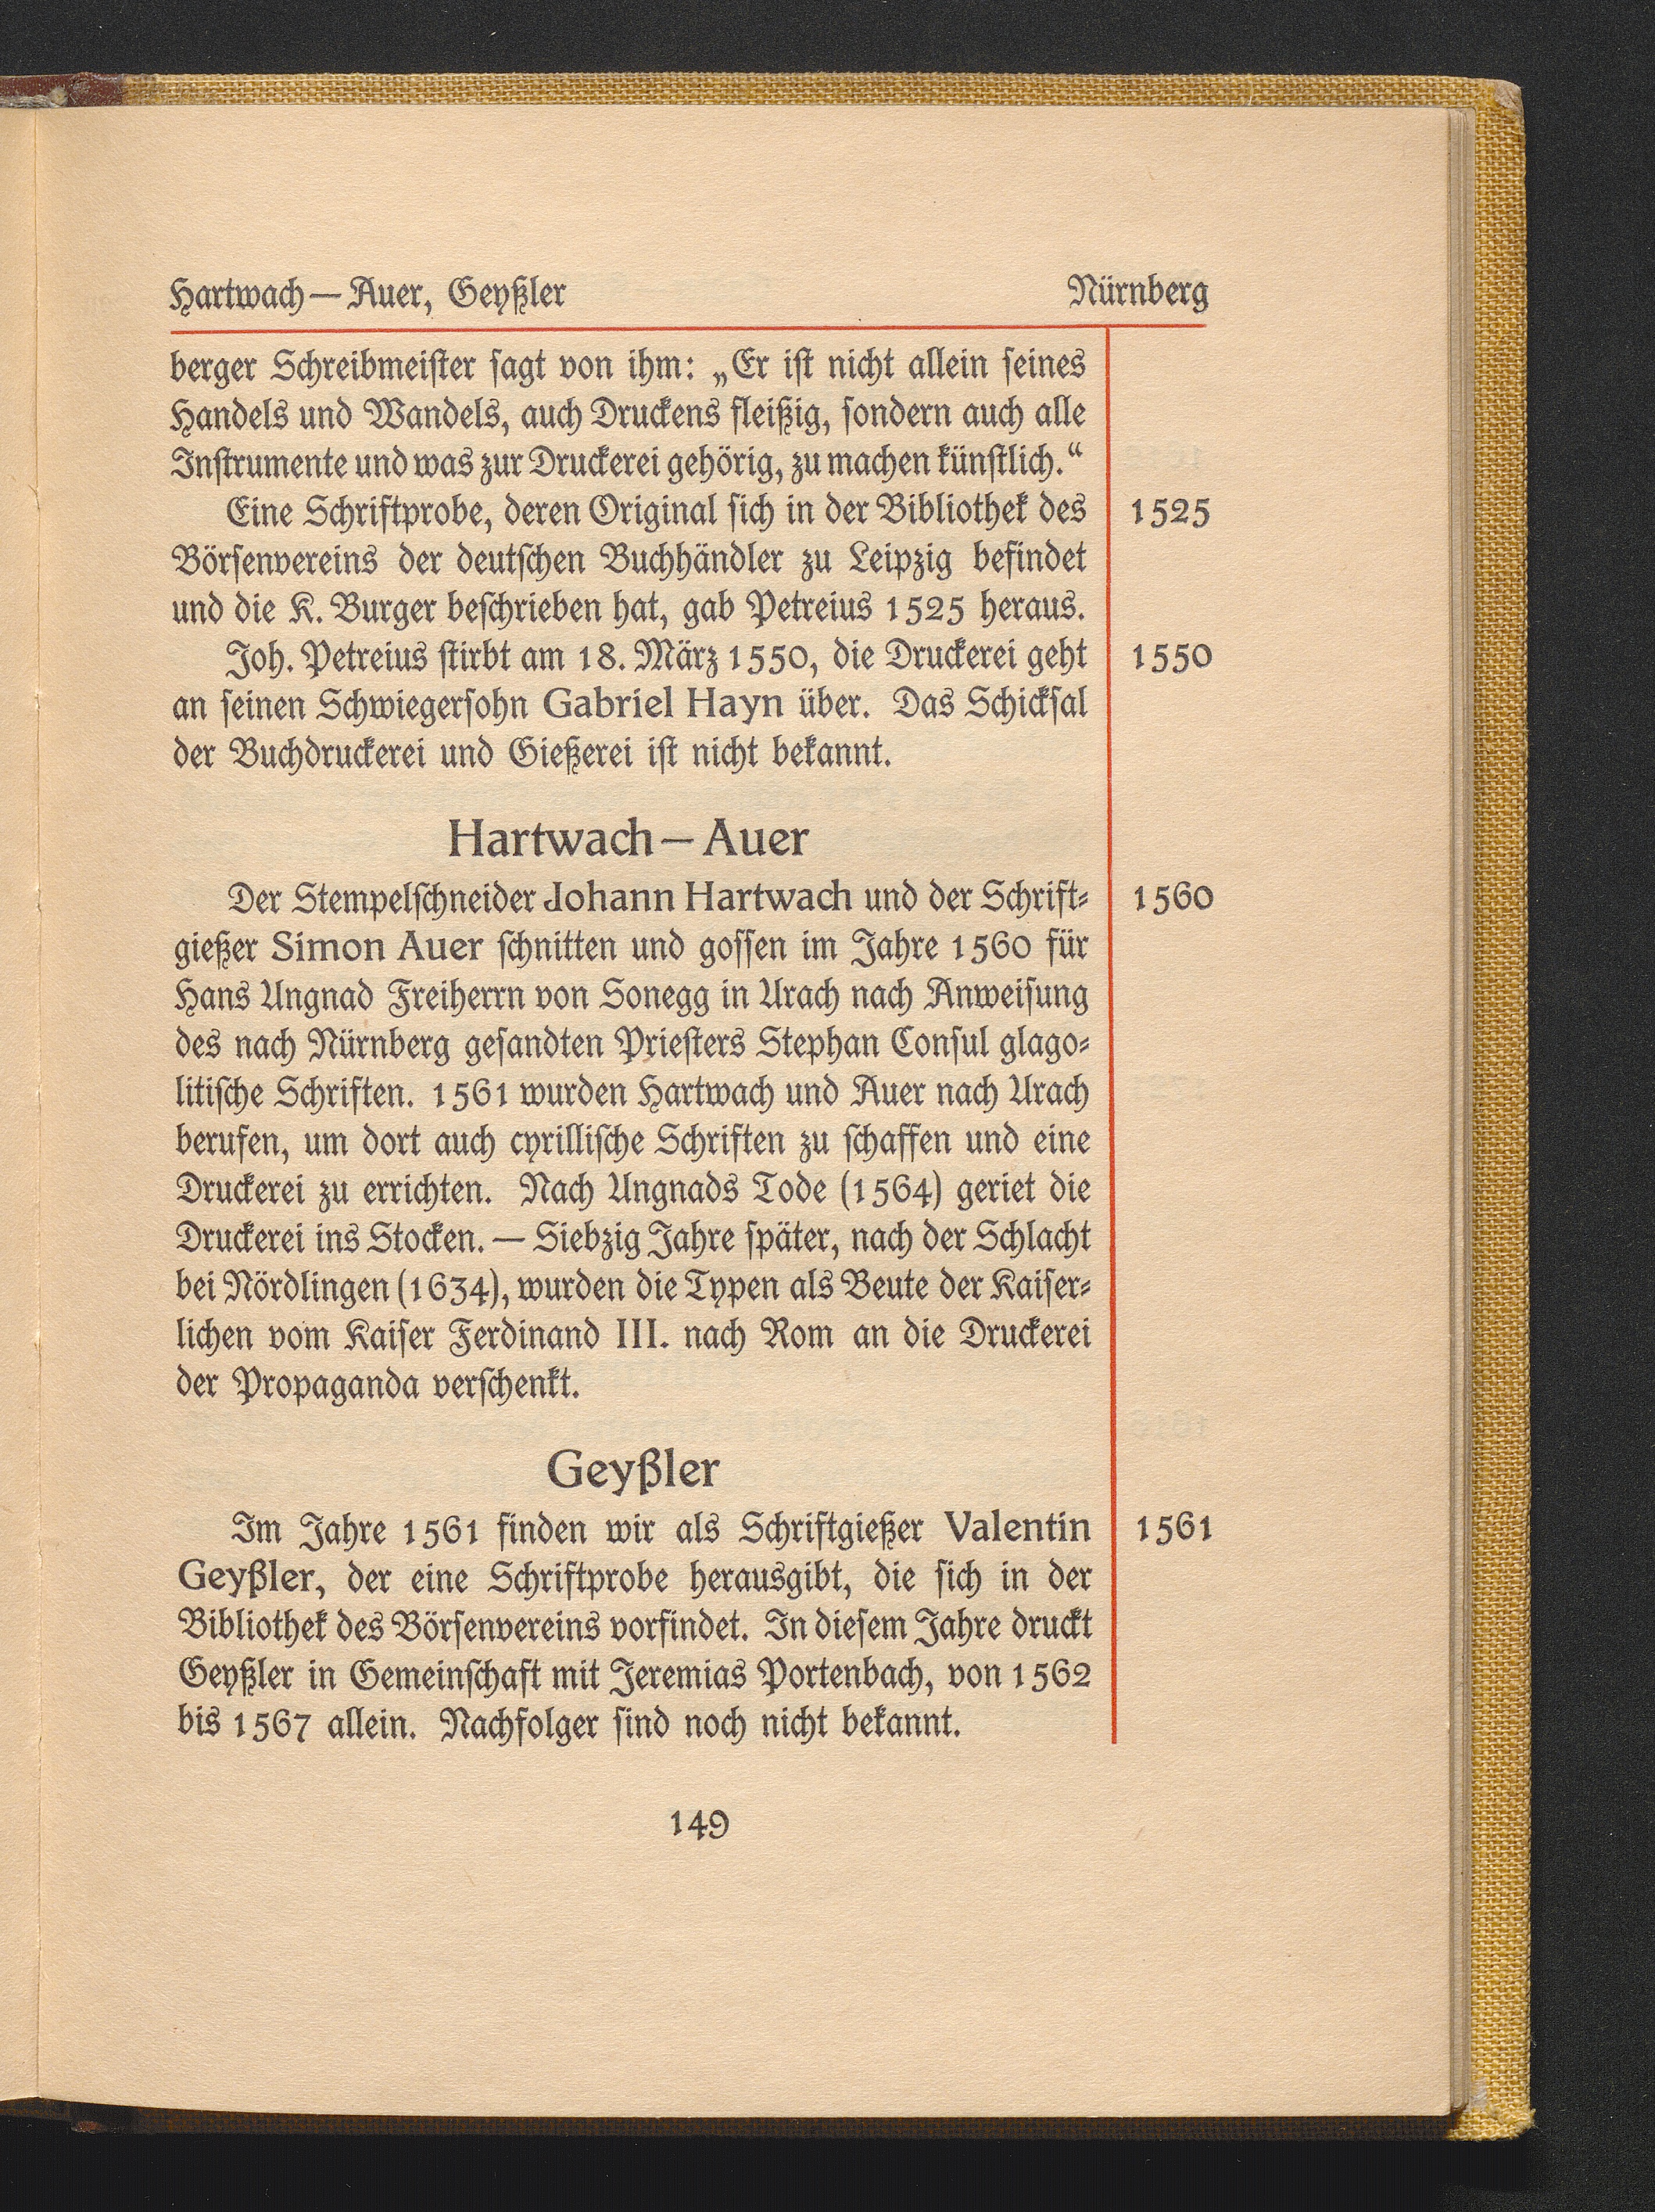 Hartwach — Auer, Geyßler Nürnberg
berger Schreibmeiſter ſagt von ihm: „Er iſt nicht allein ſeines
Handels und Wandels, auch Druckens fleißig, ſondern auch alle
Inſtrumente und was zur Druckerei gehörig, zu machen künſtlich.“
Eine Schriftprobe, deren Original ſich in der Bibliothek des 1525
Börſenvereins der deutſchen Buchhändler zu Leipzig befindet
und die K. Burger beſchrieben hat, gab Petreius 1525 heraus.
Joh. Petreius ſtirbt am 18. März 1550, die Druckerei geht 1550
an ſeinen Schwiegerſohn Gabriel Hayn über. Das Schickſal
der Buchdruckerei und Gießerei iſt nicht bekannt.
Hartwach — Auer
Der Stempelſchneider Johann Hartwach und der Schrift- 1560
gießer Simon Auer ſchnitten und goſſen im Jahre 1560 für
Hans Ungnad Freiherrn von Sonegg in Urach nach Anweiſung
des nach Nürnberg geſandten Prieſters Stephan Conſul glago-
litiſche Schriften. 1561 wurden Hartwach und Auer nach Urach
berufen, um dort auch cyrilliſche Schriften zu ſchaffen und eine
Druckerei zu errichten. Nach Ungnads Tode (1564) geriet die
Druckerei ins Stocken. — Siebzig Jahre ſpäter, nach der Schlacht
bei Nördlingen (1634), wurden die Typen als Beute der Kaiſer-
lichen vom Kaiſer Ferdinand III. nach Rom an die Druckerei
der Propaganda verſchenkt.
Geyßler
Im Jahre 1561 finden wir als Schriftgießer Valentin 1561
Geyßler, der eine Schriftprobe herausgibt, die ſich in der
Bibliothek des Börſenvereins vorfindet. In dieſem Jahre druckt
Geyßler in Gemeinſchaft mit Jeremias Portenbach, von 1562
bis 1567 allein. Nachfolger ſind noch nicht bekannt.
149